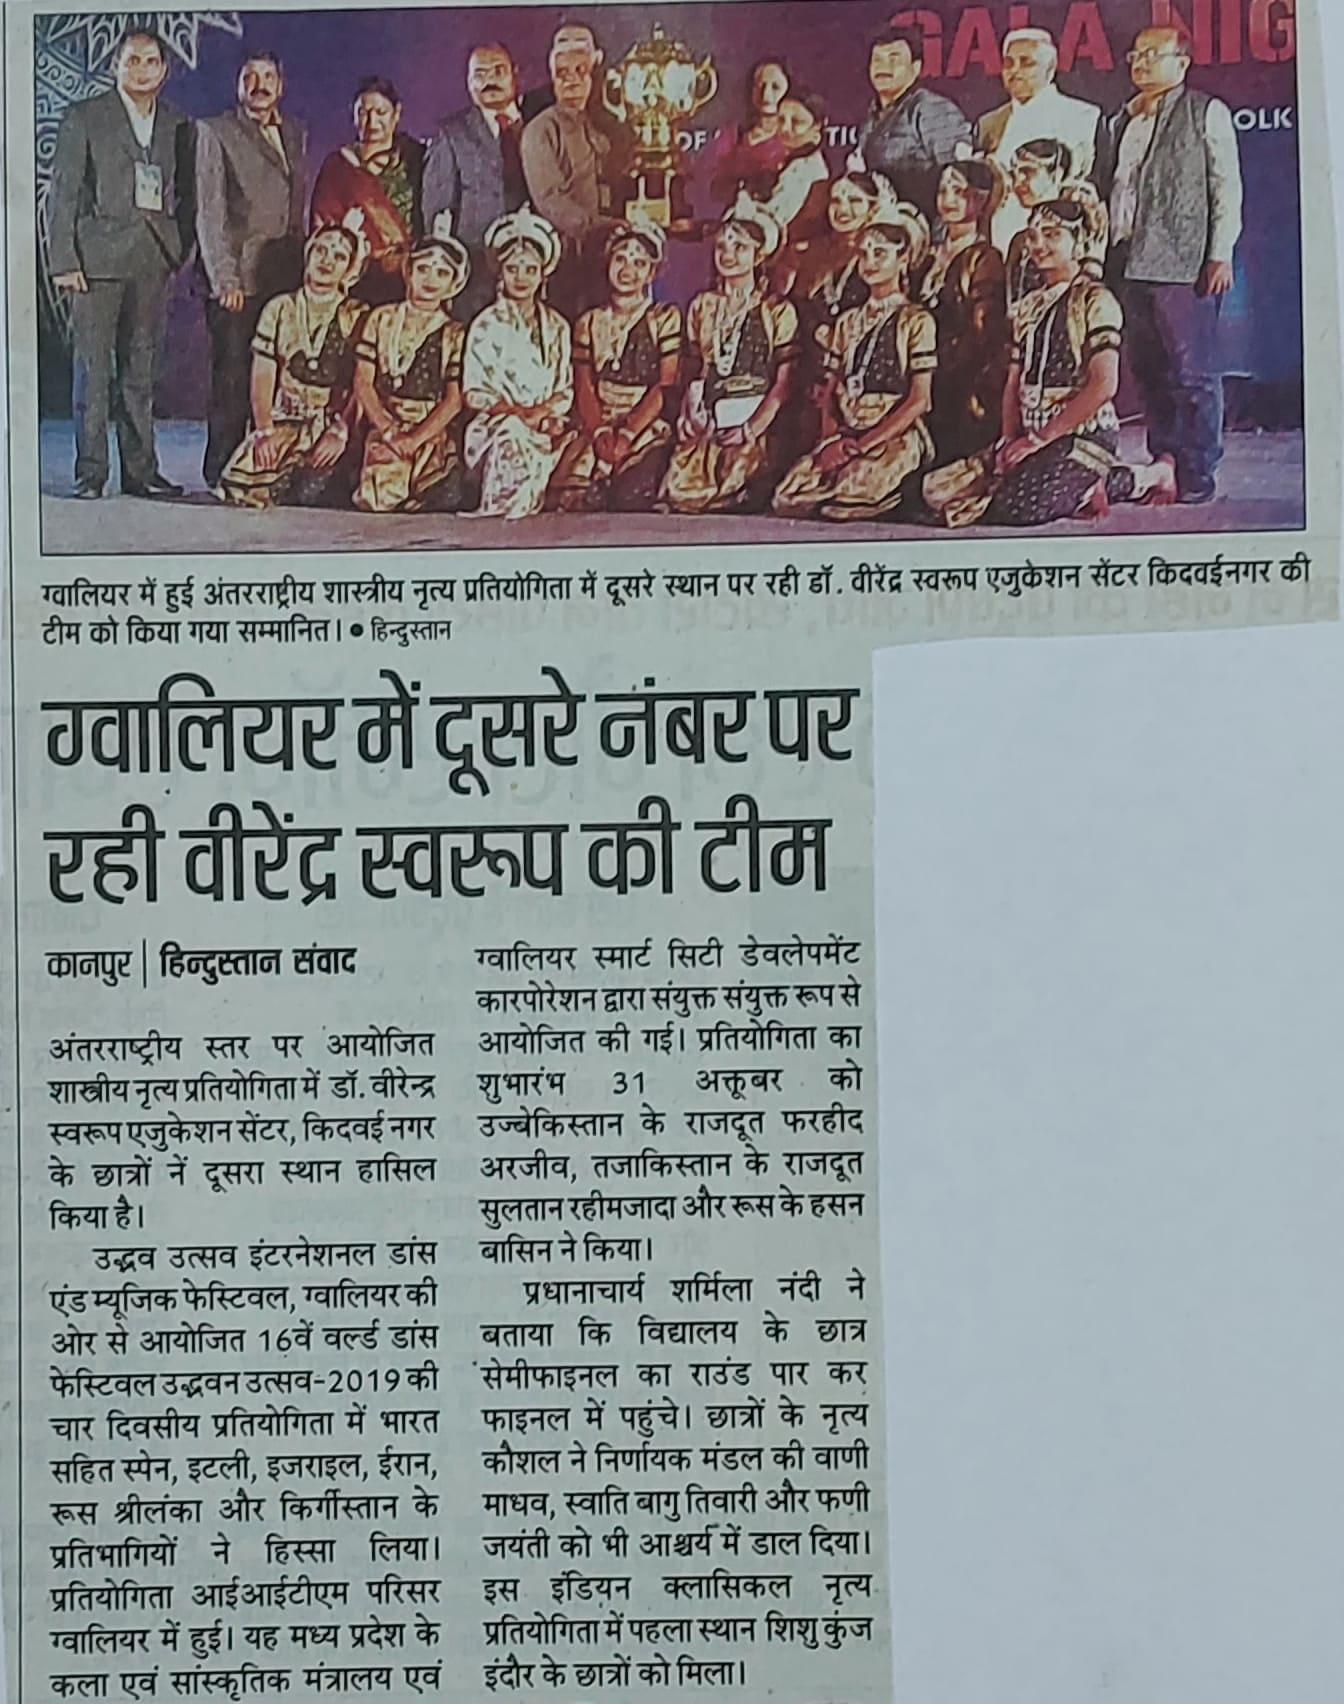 GALA NIG
OF
TIC
OLK
ग्वालियर में हुई अंतरराष्ट्रीय शास्त्रीय नृत्य प्रतियोगिता में दूसरे स्थान पर रही डॉ. वीरेंद्र स्वरूप एजुकेशन सेंटर किदवईनगर की
टीम को किया गया सम्मानित। ● हिन्दुस्तान
ग्वालियर में दूसरे नंबर पर
रही वीरेंद्र स्वरूप की टीम
कानपुर | हिन्दुस्तान संवाद
अंतरराष्ट्रीय स्तर पर आयोजित
शास्त्रीय नृत्य प्रतियोगिता में डॉ. वीरेन्द्र
स्वरूप एजुकेशन सेंटर, किदवई नगर
के छात्रों नें दूसरा स्थान हासिल
किया है।
उद्भव उत्सव इंटरनेशनल डांस
एंड म्यूजिक फेस्टिवल, ग्वालियर की
ओर से आयोजित 16वें वर्ल्ड डांस
फेस्टिवल उद्भवन उत्सव-2019 की
चार दिवसीय प्रतियोगिता में भारत
सहित स्पेन, इटली, इजराइल, ईरान,
रूस श्रीलंका और किर्गीस्तान के
प्रतिभागियों ने हिस्सा लिया।
प्रतियोगिता आईआईटीएम परिसर
ग्वालियर में हुई। यह मध्य प्रदेश के
कला एवं सांस्कृतिक मंत्रालय एवं
ग्वालियर स्मार्ट सिटी डेवलेपमेंट
कारपोरेशन द्वारा संयुक्त संयुक्त रूप से
आयोजित की गई। प्रतियोगिता का
शुभारंभ 31 अक्तूबर को
उज्बेकिस्तान के राजदूत फरहीद
अरजीव, तजाकिस्तान के राजदूत
सुलतान रहीमजादा और रूस के हसन
बासिन ने किया।
प्रधानाचार्य शर्मिला नंदी ने
बताया कि विद्यालय के छात्र
सेमीफाइनल का राउंड पार कर
फाइनल में पहुंचे। छात्रों के नृत्य
कौशल ने निर्णायक मंडल की वाणी
माधव, स्वाति बागु तिवारी और फणी
जयंती को भी आश्चर्य में डाल दिया।
इस इंडियन क्लासिकल नृत्य
प्रतियोगिता में पहला स्थान शिशु कुंज
इंदौर के छात्रों को मिला।